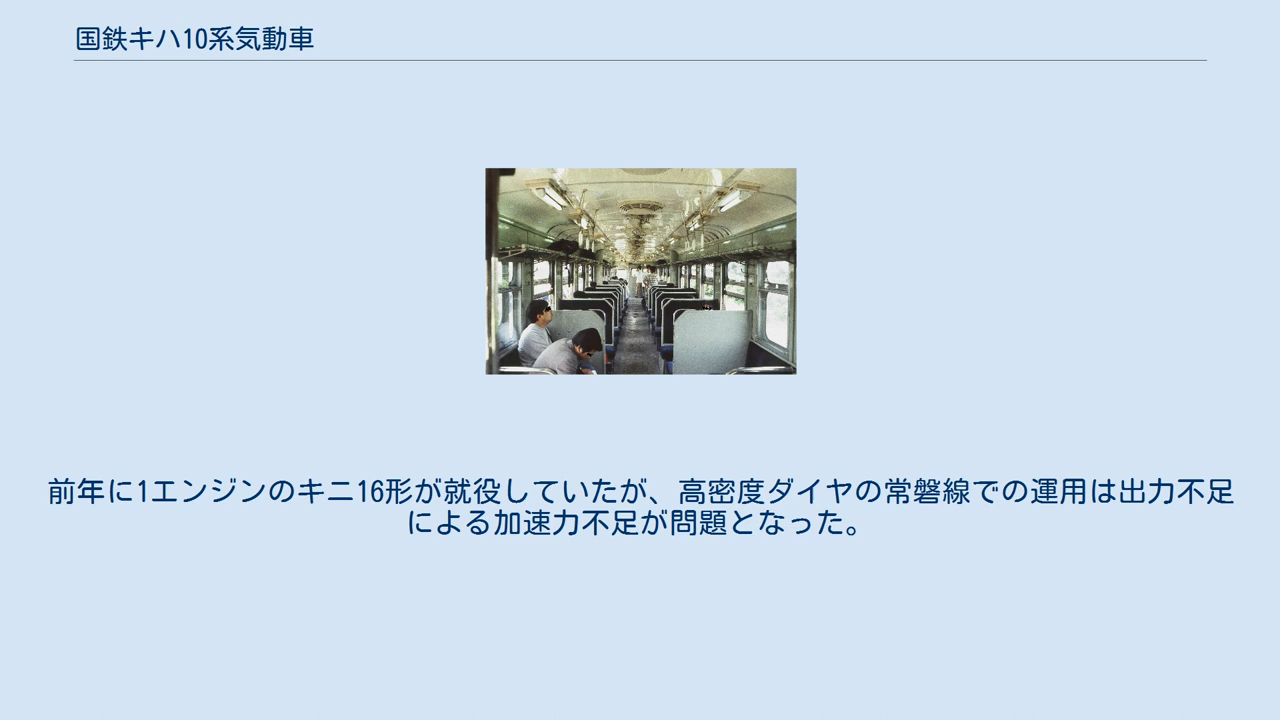 国鉄キハ10系気動車
前年に1エンジンのキニ16形が就役していたが、高密度ダイヤの常磐線での運用は出力不足
による加速力不足が問題となった。